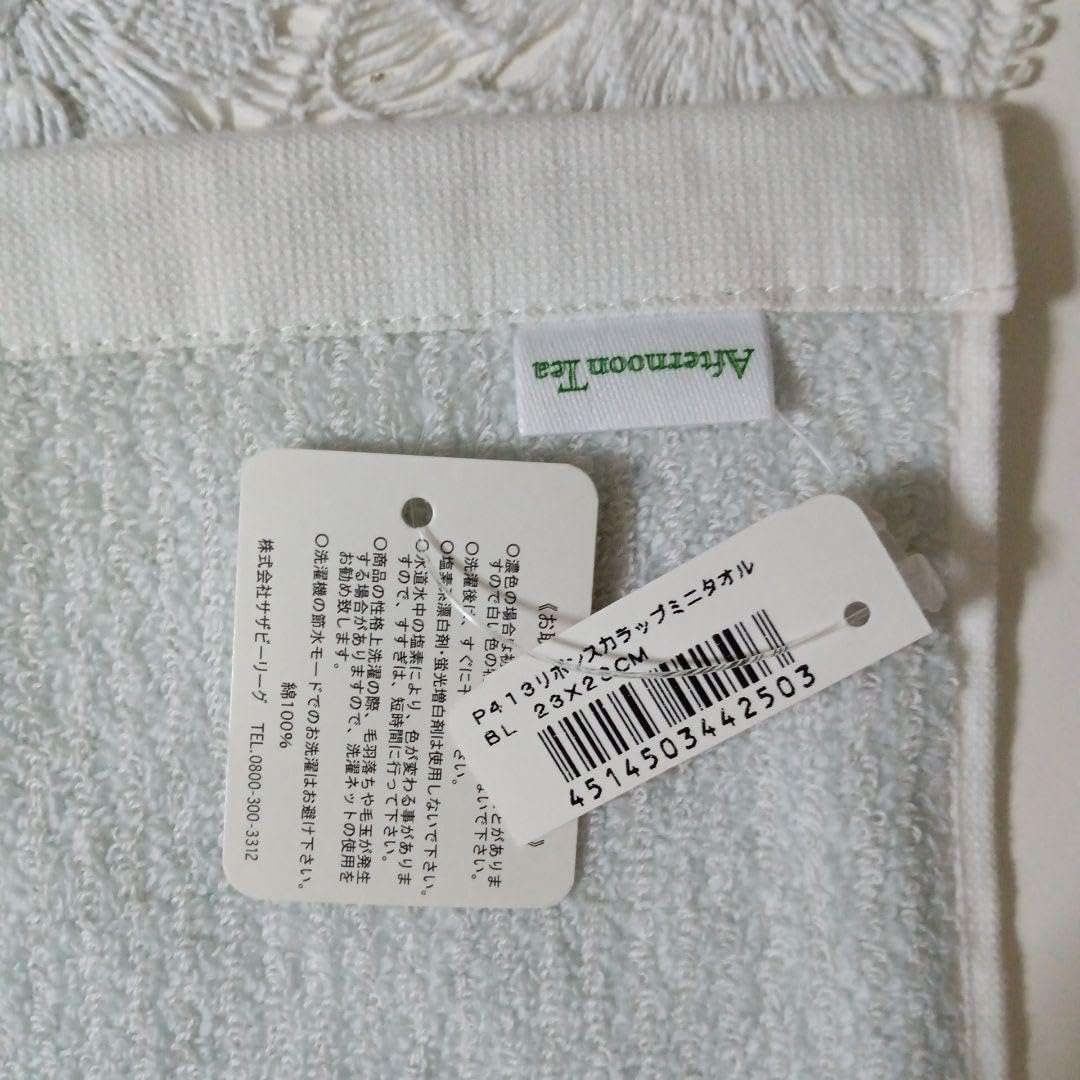 Afternoon Tea
P413リボンスカラップミニタオル
BL
4514503442503
《お
○濃色の場合は とがありま
すので白い色の ないで下さい。
○洗濯後は、すぐに さい。
○塩素系漂白剤・蛍光増白剤は使用しないで下さい。
○水道水中の塩素により、色が変わる事がありま
すので、すすぎは、短時間に行って下さい。
○商品の性格上洗濯の際、毛羽落ちや毛玉が発生
する場合がありますので、洗濯ネットの使用を
お勧め致します。
○洗濯機の節水モードでのお洗濯はお避け下さい。
綿100%
株式会社サザビーリーグ TEL.0800-300-3312